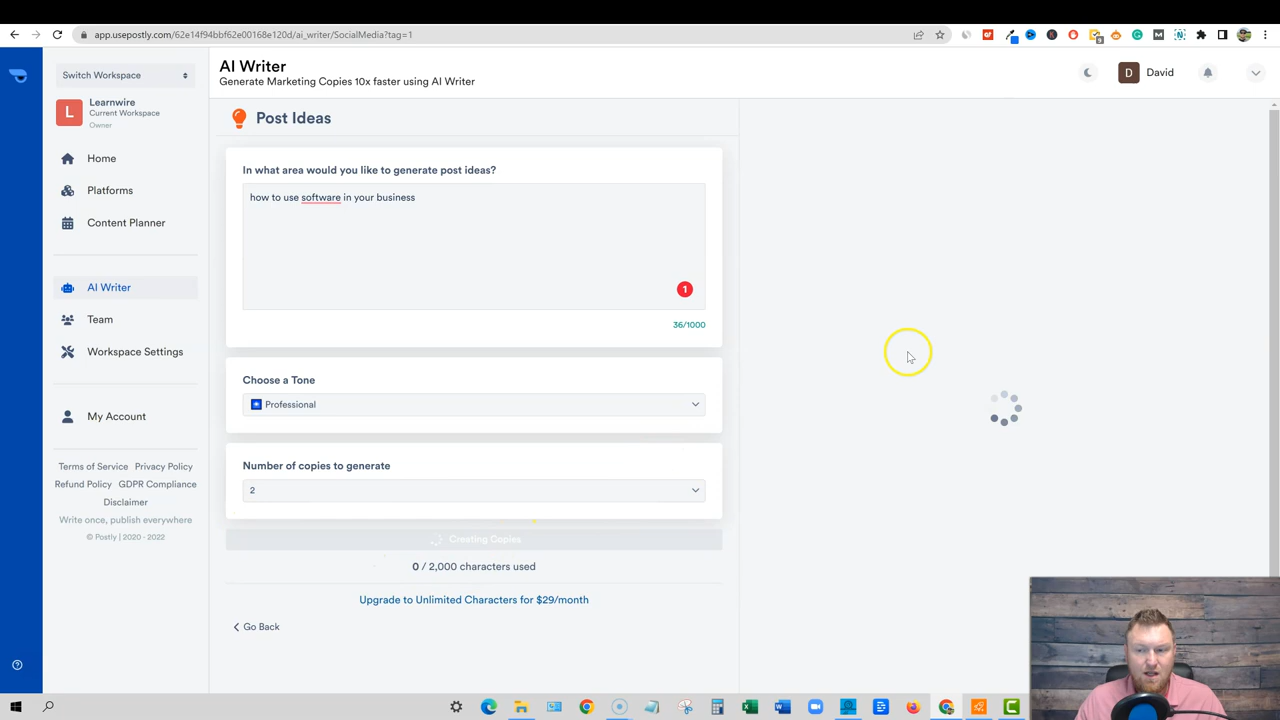 app.usepostly.com/62e14f94bbf62e00168e120d/ai_writer/SocialMedia?tag=1
Switch Workspace
L
Learnwire
Current Workspace
Owner
Home
Platforms
Content Planner
AI Writer
Team
Workspace Settings
My Account
Terms of Service Privacy Policy
Refund Policy GDPR Compliance
Disclaimer
Write once, publish everywhere
© Postly | 2020 - 2022
AI Writer
Generate Marketing Copies 10x faster using AI Writer
D David
Post Ideas
In what area would you like to generate post ideas?
how to use software in your business
1
36/1000
Choose a Tone
Professional
Number of copies to generate
2
Creating Copies
0 / 2,000 characters used
Upgrade to Unlimited Characters for $29/month
Go Back